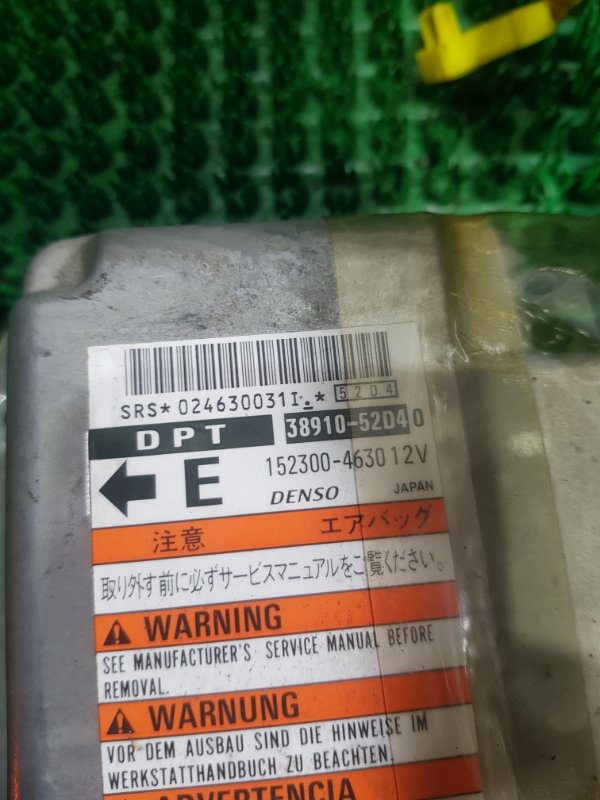 SRS*024630031I.* 52D4
DPT 38910-52D40
E 152300-4630 12V
DENSO JAPAN
注意 エアバッグ
取り外す前に必ずサービスマニュアルをご覧ください。
WARNING
SEE MANUFACTURER'S SERVICE MANUAL BEFORE
REMOVAL.
WARNUNG
VOR DEM AUSBAU SIND DIE HINWEISE IM
WERKSTATTHANDBUCH ZU BEACHTEN.
ADVERTENCIA